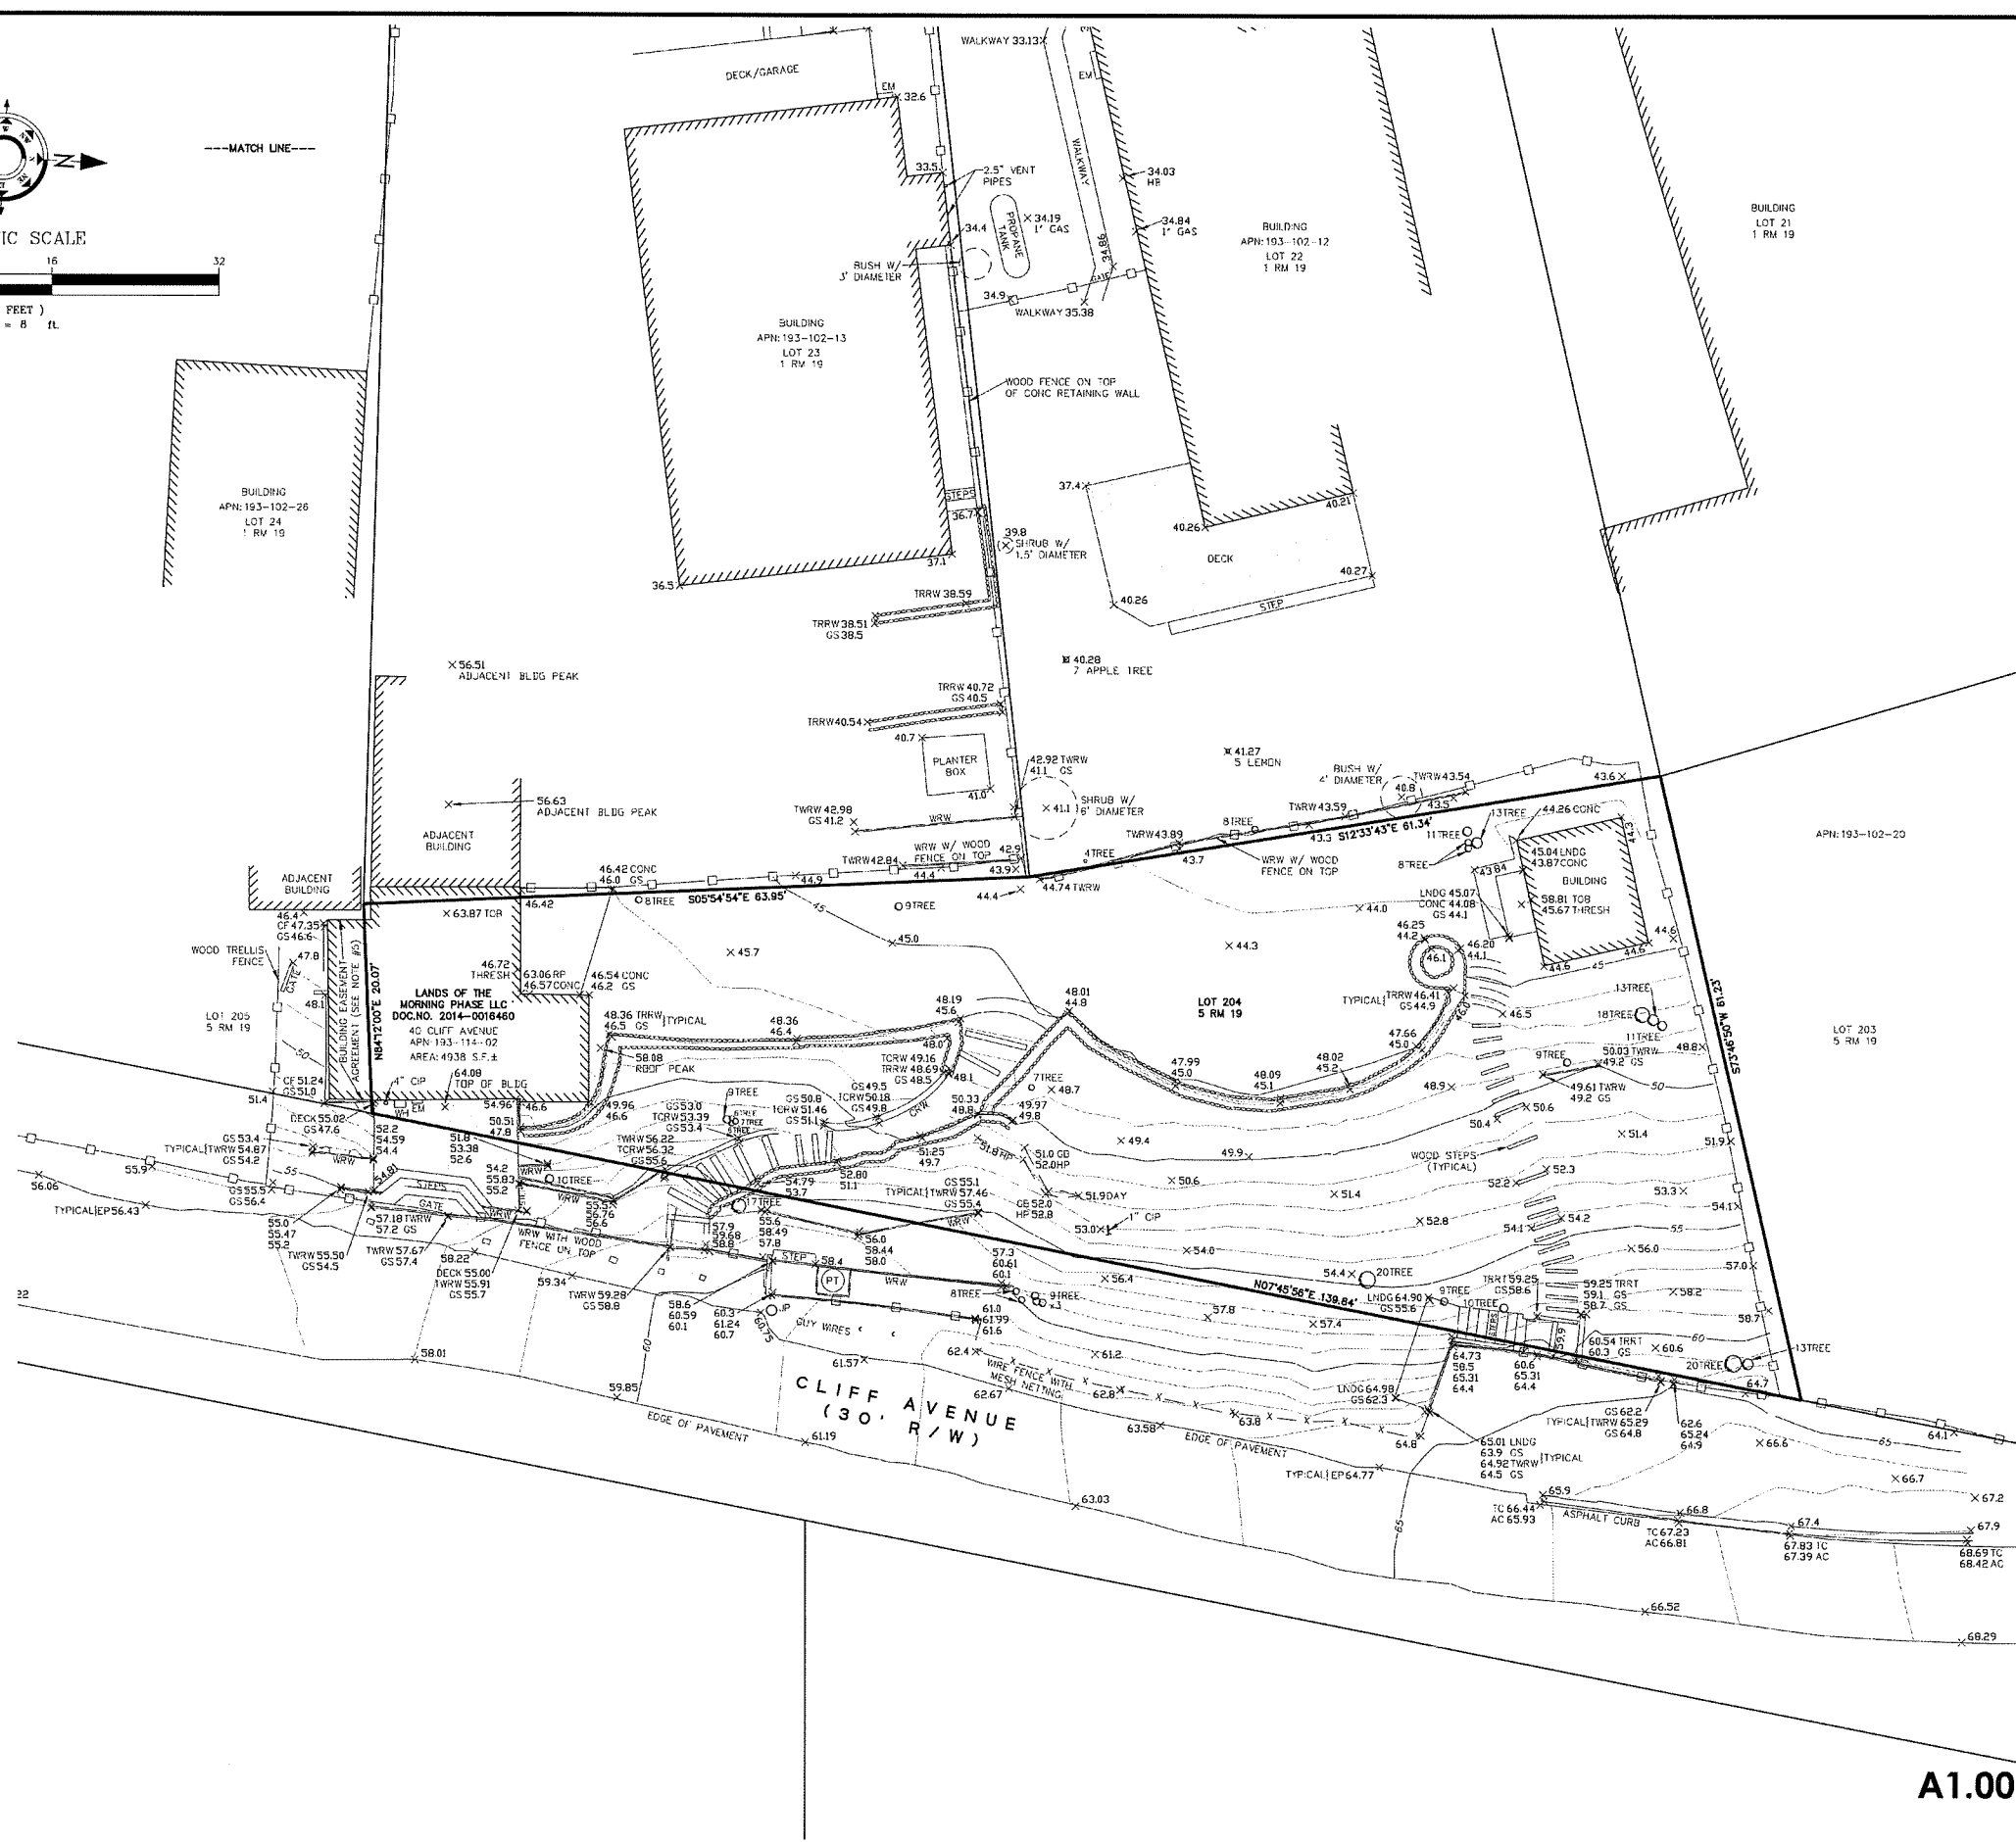 WALKWAY 33.13
DECK/GARAGE
EM
EM
32.6
---MATCH LINE---
N
IC SCALE
16
32
FEET )
= 8 ft.
33.5
2.5" VENT
PIPES
WALKWAY
34.03
HB
34.19
1" GAS
PROPANE
TANK
34.84
1" GAS
34.4
34.86
GATE
BUSH W/
3' DIAMETER
34.9
WALKWAY 35.38
BUILDING
APN: 193-102-12
LOT 22
1 RM 19
BUILDING
LOT 21
1 RM 19
BUILDING
APN: 193-102-13
LOT 23
1 RM 19
WOOD FENCE ON TOP
OF CONC RETAINING WALL
BUILDING
APN: 193-102-26
LOT 24
1 RM 19
STEPS
36.7
37.4
40.26
40.21
39.8
SHRUB W/
1.5' DIAMETER
DECK
37.1
36.5
40.27
40.26
STEP
TRRW 38.59
TRRW 38.51
GS 38.5
56.51
ADJACENT BLDG PEAK
40.28
7 APPLE TREE
TRRW 40.72
GS 40.5
TRRW 40.54
40.7
PLANTER
BOX
41.0
42.92 TWRW
41.1 GS
41.27
5 LEMON
BUSH W/
4' DIAMETER
TWRW 43.54
40.8
43.5
43.6
56.63
ADJACENT BLDG PEAK
TWRW 42.98
GS 41.2
WRW
41.1
SHRUB W/
6' DIAMETER
TWRW 43.59
8TREE
43.3
S12°33'43"E 61.34'
13TREE
44.26 CONC
11TREE
8TREE
44.3
APN: 193-102-20
ADJACENT
BUILDING
TWRW 43.89
43.7
4TREE
WRW W/ WOOD
FENCE ON TOP
WRW W/ WOOD
FENCE ON TOP
42.9
TWRW 42.84
44.4
43.9
44.74 TWRW
44.4
45.04 LNDG
43.87 CONC
43.84
BUILDING
58.81 TOB
45.67 THRESH
LNDG 45.07
CONC 44.08
GS 44.1
ADJACENT
BUILDING
46.42 CONC
46.0 GS
44.9
46.42
8TREE
S05°54'54"E 63.95'
45
9TREE
63.87 TOB
46.4
CF 47.35
GS 46.6
WOOD TRELLIS
FENCE
47.8
GATE
48.1
BUILDING EASEMENT
AGREEMENT (SEE NOTE #5)
N84°12'00"E 20.07'
46.72
THRESH
63.06 RP
46.57 CONC
46.54 CONC
46.2 GS
45.7
45.0
44.3
44.0
46.25
44.2
46.1
46.20
44.1
44.6
45
44.6
44.6
LANDS OF THE
MORNING PHASE LLC
DOC.NO. 2014-0016460
40 CLIFF AVENUE
APN: 193-114-02
AREA: 4938 S.F.±
LOT 205
5 RM 19
LOT 204
5 RM 19
TYPICAL
TRRW 46.41
GS 44.9
46.0
46.5
13TREE
18TREE
11TREE
S73°46'50"W 61.23'
LOT 203
5 RM 19
48.36 TRRW
46.5 GS
TYPICAL
48.36
46.4
48.19
45.6
48.01
44.8
48.0
58.08
ROOF PEAK
TCRW 49.16
TRRW 48.69
GS 48.5
48.1
47.99
45.0
48.09
45.1
48.02
45.2
47.66
45.0
7TREE
48.7
48.8
9TREE
50.03 TWRW
49.2 GS
49.61 TWRW
49.2 GS
48.9
50
50
CF 51.24
GS 51.0
51.4
DECK 55.02
GS 47.6
4" CIP
64.08
TOP OF BLDG
WH
EM
54.96
46.6
49.96
46.6
50.51
47.8
9TREE
GS 53.0
TCRW 53.39
GS 53.4
GS 50.8
TCRW 51.46
GS 51.1
GS 49.5
TCRW 50.18
GS 49.8
CRW
50.33
48.8
49.97
49.8
49.4
49.9
50.6
50.4
51.4
51.9
WOOD STEPS
(TYPICAL)
GS 53.4
TYPICAL
TWRW 54.67
GS 54.2
WRW
52.2
54.59
54.4
51.8
53.38
52.6
TWRW 56.22
TCRW 56.32
GS 55.6
51.25
49.7
51.8 HP
51.0 GB
52.0 HP
52.3
52.2
53.3
55.9
56.06
TYPICAL
EP 56.43
GS 55.5
GS 56.4
55
54.81
STEPS
GATE
54.2
55.83
55.2
WRW
10TREE
WRW
17TREE
54.79
53.7
52.80
51.1
GS 55.1
TYPICAL
TWRW 57.46
GS 55.4
WRW
GB 52.0
HP 52.8
51.9 DAY
50.6
51.4
53.0
1" CIP
52.8
54.1
54.2
54.1
55
55.0
55.47
55.2
57.18 TWRW
57.2 GS
TWRW 55.50
GS 54.5
TWRW 57.67
GS 57.4
58.22
DECK 55.00
TWRW 55.91
GS 55.7
WRW
WRW WITH WOOD
FENCE ON TOP
55.5
56.76
56.6
57.9
59.68
58.8
55.6
58.49
57.8
56.0
58.44
58.0
57.3
60.61
60.1
54.0
56.4
56.0
57.0
54.4
20TREE
N07°45'56"E 139.84'
59.34
TWRW 59.28
GS 58.8
STEP
58.4
PT
WRW
58.6
60.59
60.1
JP
60.3
61.24
60.7
60.75
GUY WIRES
8TREE
9TREE
x3
61.0
61.99
61.6
57.8
57.4
LNDG 64.90
GS 55.6
9TREE
10TREE
STEPS
TRRT 59.25
GS 58.6
59.25 TRRT
59.1 GS
58.7 GS
58.2
58.7
59.9
60
60.54 TRRT
60.3 GS
60.6
13TREE
20TREE
22
60
58.01
61.57
62.4
WIRE FENCE WITH
MESH NETTING
61.2
62.67
62.8
63.58
63.8
64.8
64.73
58.5
65.31
64.4
60.6
65.31
64.4
LNDG 64.98
GS 62.3
64.7
59.85
CLIFF AVENUE
(30' R/W)
EDGE OF PAVEMENT
61.19
EDGE OF PAVEMENT
65.01 LNDG
63.9 GS
64.92 TWRW
64.5 GS
TYPICAL
GS 62.2
TYPICAL
TWRW 65.29
GS 64.8
62.6
65.24
64.9
66.6
65
64.1
66.7
TYPICAL
EP 64.77
63.03
65
65.9
TC 66.44
AC 65.93
ASPHALT CURB
66.8
TC 67.23
AC 66.81
67.4
67.83 TC
67.39 AC
67.2
67.9
68.69 TC
68.42 AC
66.52
68.29
A1.00